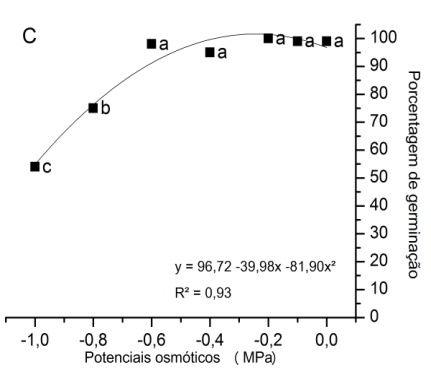 C
100
90
80
70
60
50
40
30
20
10
0
a a a a a
b
c
y = 96,72 -39,98x -81,90x²
R² = 0,93
-1,0 -0,8 -0,6 -0,4 -0,2 0,0
Potenciais osmóticos ( MPa)
Porcentagem de germinação